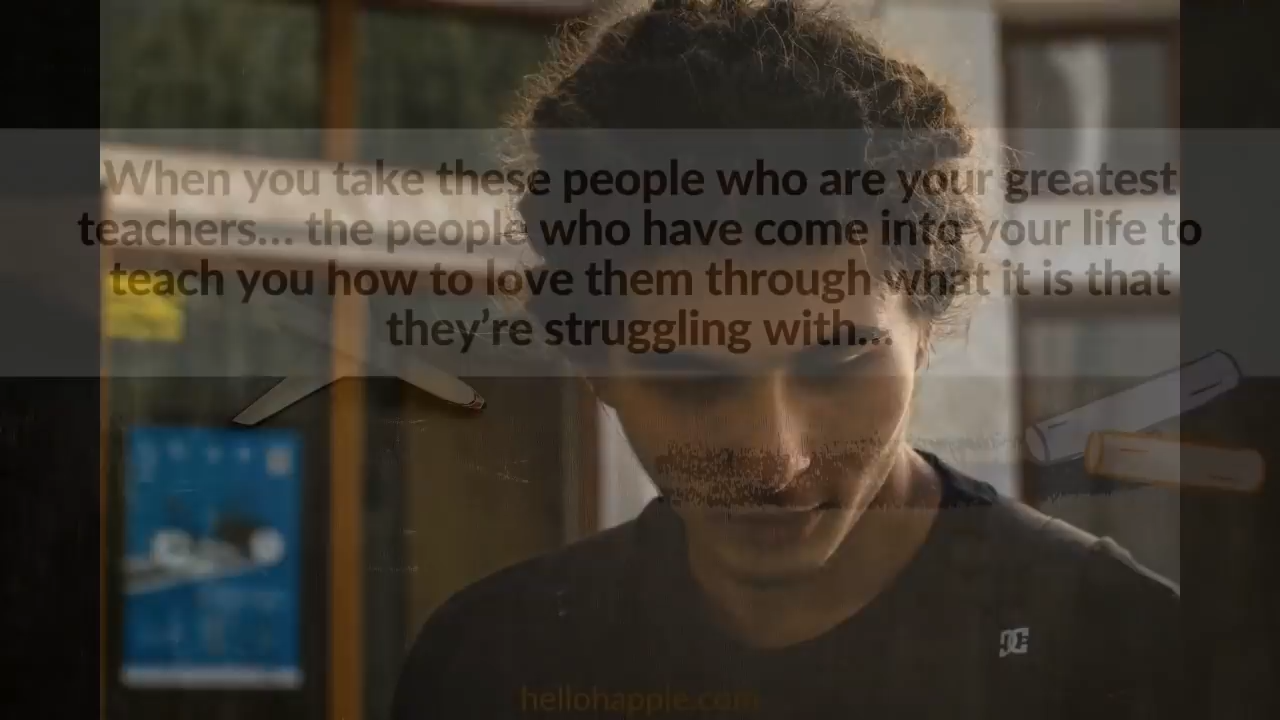 When you take these people who are your greatest
teachers... the people who have come into your life to
teach you how to love them through what it is that
they're struggling with...
DC
hellohappie.com